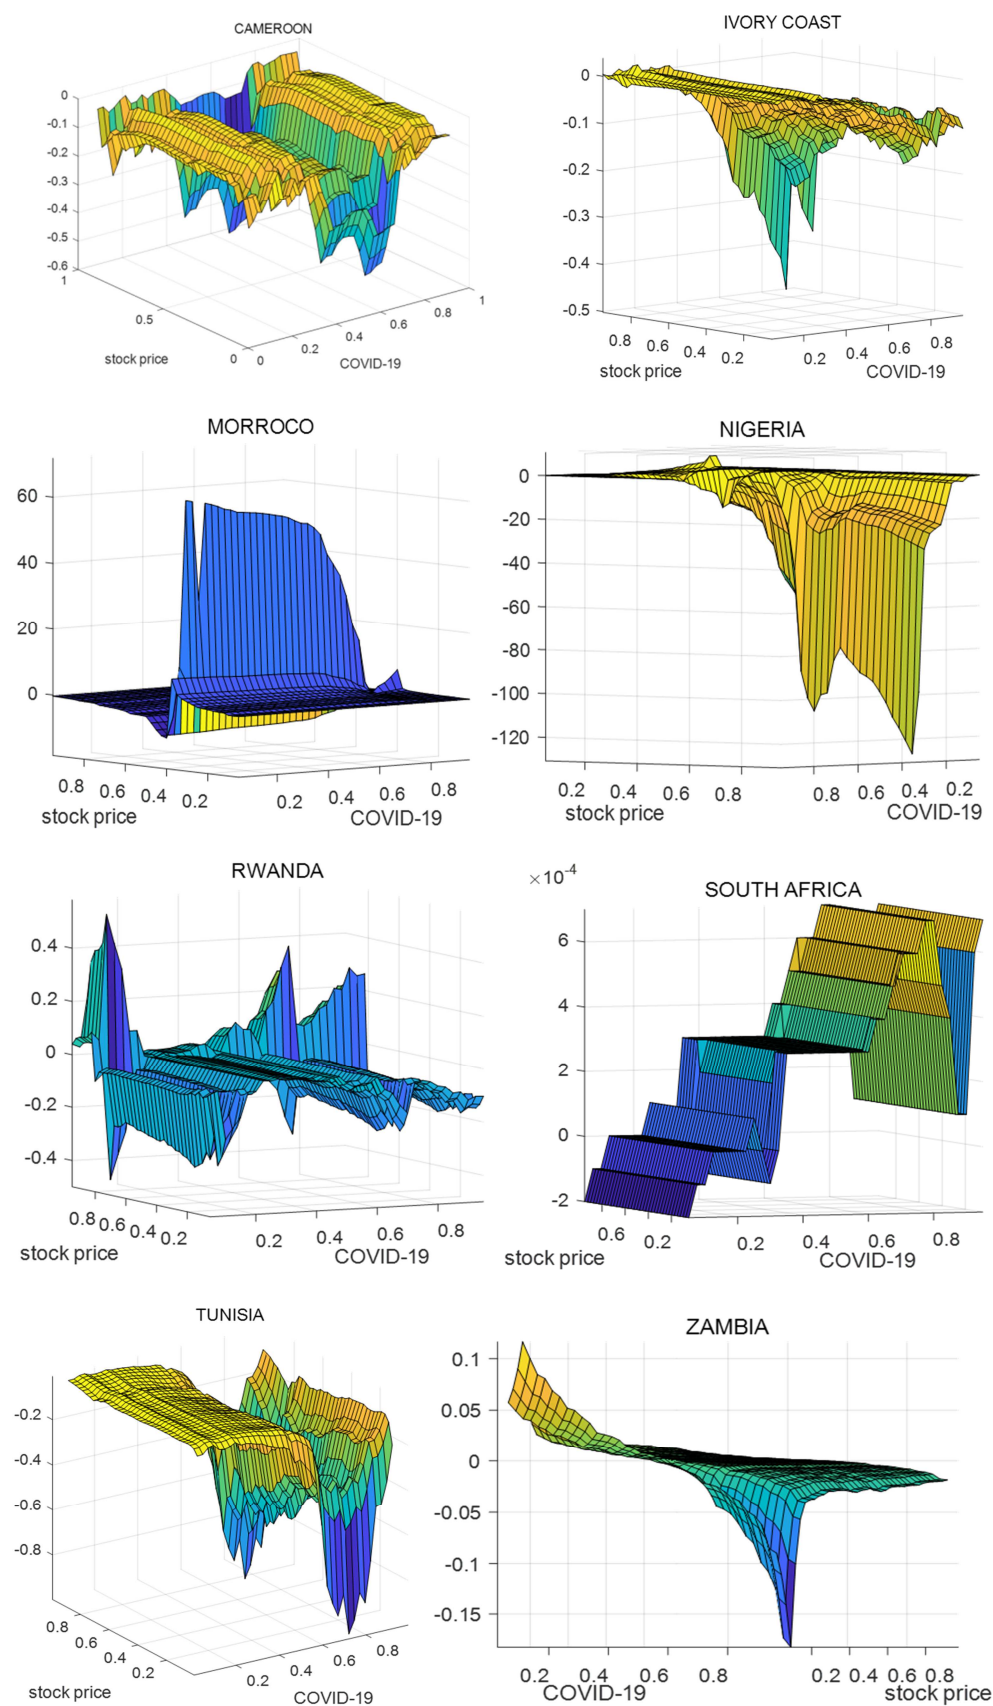 CAMEROON
0
-0.1
-0.2
-0.3
-0.4
-0.5
-0.6
1
0.5
0
stock price
0
0.2
0.4
0.6
0.8
1
COVID-19
IVORY COAST
0
-0.1
-0.2
-0.3
-0.4
-0.5
0.8 0.6 0.4 0.2
0.2 0.4 0.6 0.8
stock price
COVID-19
MORROCO
60
40
20
0
0.8 0.6 0.4 0.2
0.2 0.4 0.6 0.8
stock price
COVID-19
NIGERIA
0
-20
-40
-60
-80
-100
-120
0.2 0.4 0.6 0.8
0.8 0.6 0.4 0.2
stock price
COVID-19
RWANDA
0.4
0.2
0
-0.2
-0.4
0.8 0.6 0.4 0.2
0.2 0.4 0.6 0.8
stock price
COVID-19
×10⁻⁴
SOUTH AFRICA
6
4
2
0
-2
0.6 0.2
0.2 0.4 0.6 0.8
stock price
COVID-19
TUNISIA
-0.2
-0.4
-0.6
-0.8
0.8
0.6
0.4
0.2
stock price
0.2
0.4
0.6
0.8
COVID-19
ZAMBIA
0.1
0.05
0
-0.05
-0.1
-0.15
0.2 0.4 0.6 0.8
0.2 0.4 0.6 0.8
COVID-19
stock price